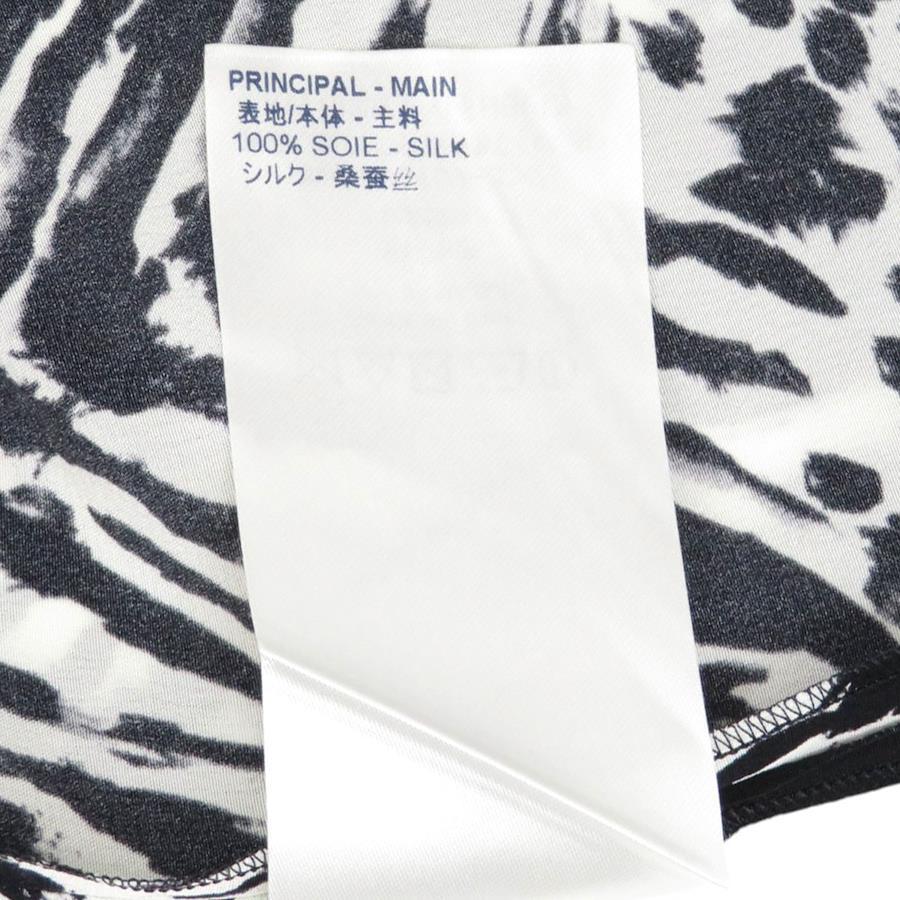 PRINCIPAL - MAIN
表地/本体 - 主料
100% SOIE - SILK
シルク - 桑蚕丝